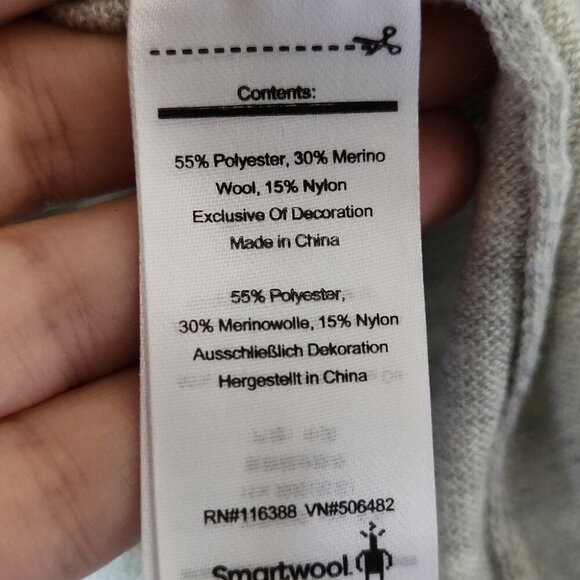 Contents:
55% Polyester, 30% Merino
Wool, 15% Nylon
Exclusive Of Decoration
Made in China
55% Polyester,
30% Merinowolle, 15% Nylon
Ausschließlich Dekoration
Hergestellt in China
RN#116388 VN#506482
Smartwool